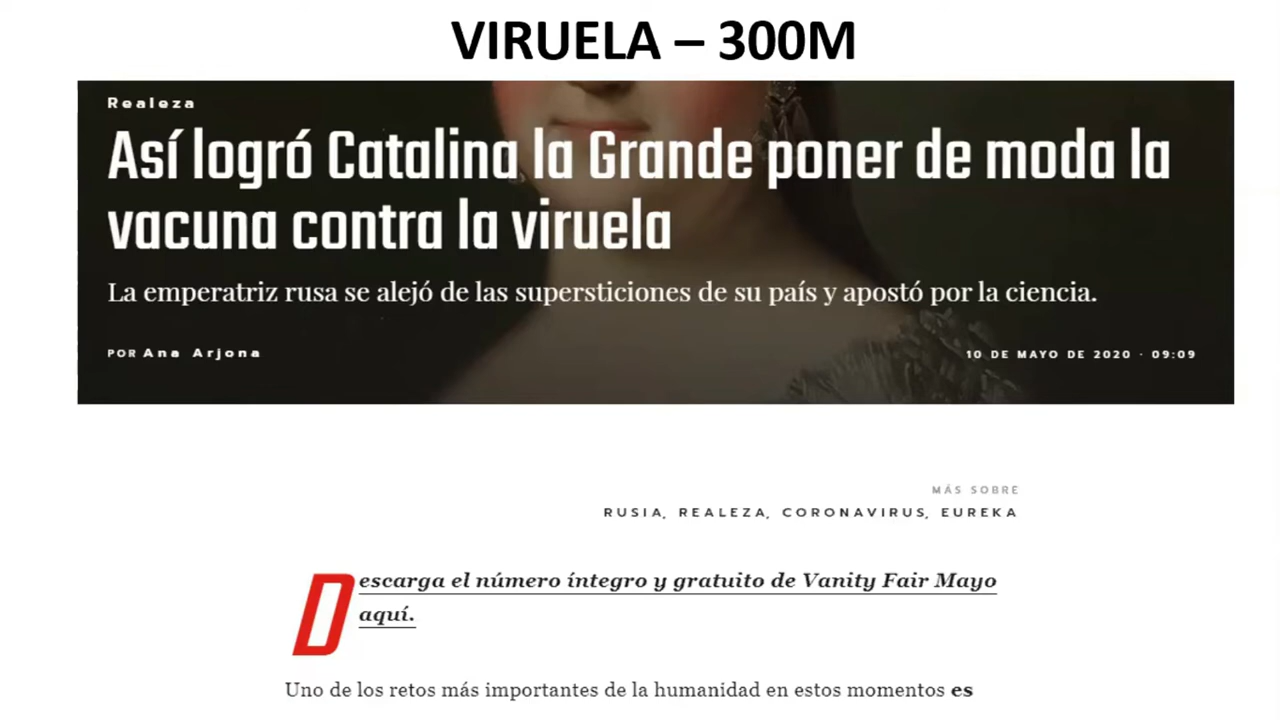 VIRUELA – 300M
Realeza
Así logró Catalina la Grande poner de moda la
vacuna contra la viruela
La emperatriz rusa se alejó de las supersticiones de su país y apostó por la ciencia.
POR Ana Arjona
10 DE MAYO DE 2020 · 09:09
MÁS SOBRE
RUSIA, REALEZA, CORONAVIRUS, EUREKA
Descarga el número íntegro y gratuito de Vanity Fair Mayo
aquí.
Uno de los retos más importantes de la humanidad en estos momentos es